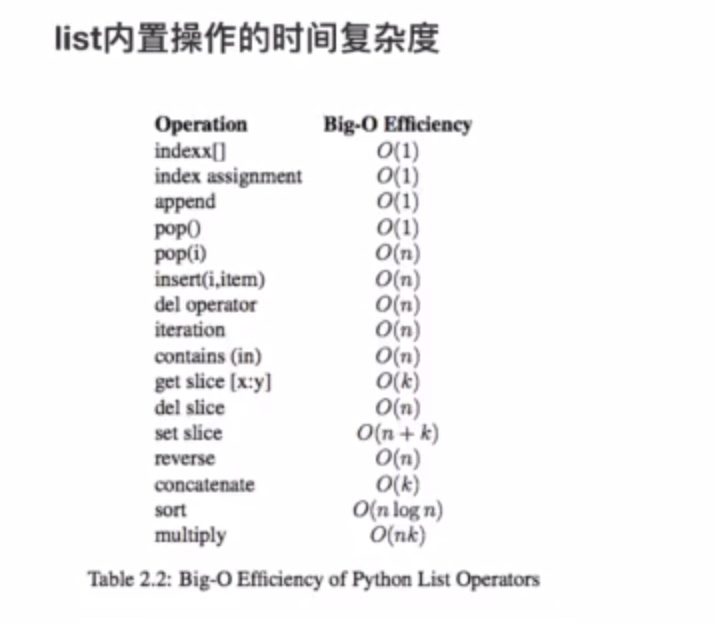 list内置操作的时间复杂度
Operation Big-O Efficiency
indexx[] O(1)
index assignment O(1)
append O(1)
pop() O(1)
pop(i) O(n)
insert(i,item) O(n)
del operator O(n)
iteration O(n)
contains (in) O(n)
get slice [x:y] O(k)
del slice O(n)
set slice O(n + k)
reverse O(n)
concatenate O(k)
sort O(n log n)
multiply O(nk)
Table 2.2: Big-O Efficiency of Python List Operators